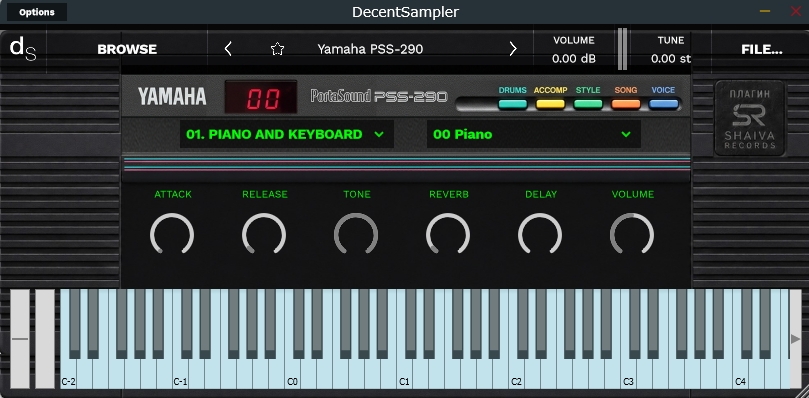 Options
DecentSampler
dS
BROWSE
Yamaha PSS-290
VOLUME
0.00 dB
TUNE
0.00 st
FILE...
YAMAHA
00
PortaSound PSS-290
DRUMS ACCOMP STYLE SONG VOICE
ПЛАГИН
SR
SHAIVA
RECORDS
01. PIANO AND KEYBOARD
00 Piano
ATTACK RELEASE TONE REVERB DELAY VOLUME
C-2 C-1 C0 C1 C2 C3 C4